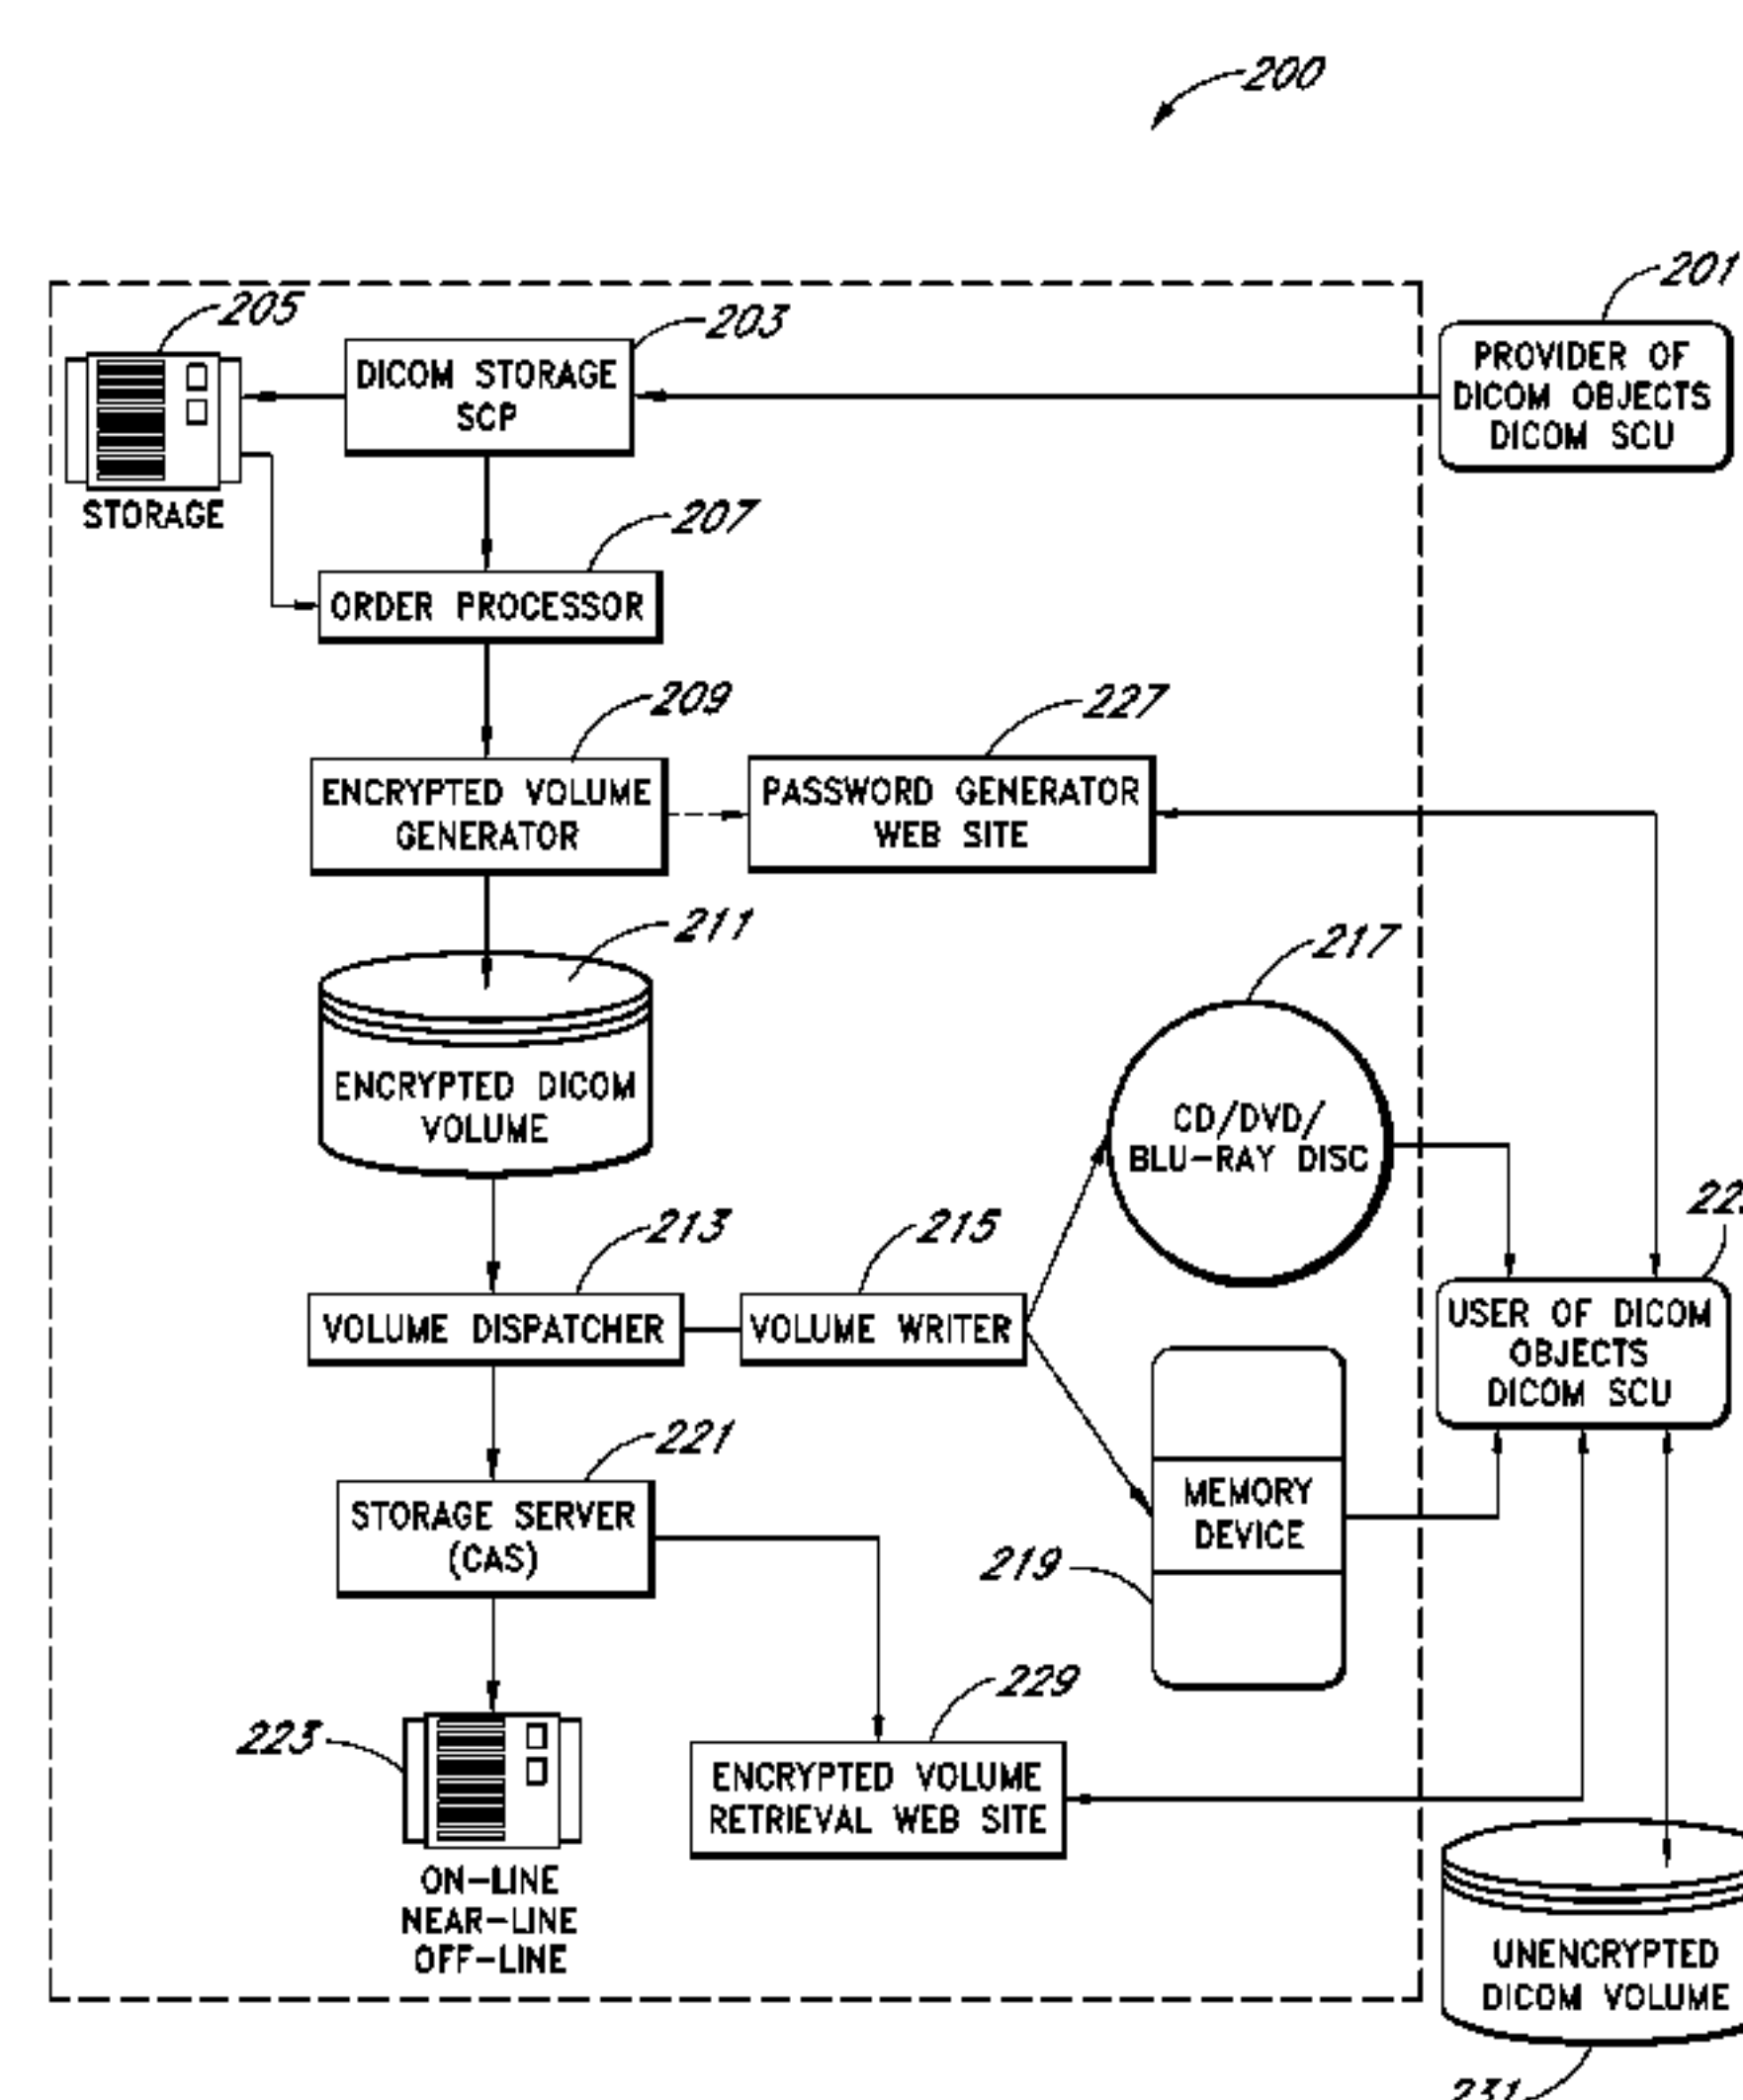 200
201
205
203
DICOM STORAGE
SCP
PROVIDER OF
DICOM OBJECTS
DICOM SCU
STORAGE
207
ORDER PROCESSOR
209
227
ENCRYPTED VOLUME
GENERATOR
PASSWORD GENERATOR
WEB SITE
211
217
ENCRYPTED DICOM
VOLUME
CD/DVD/
BLU-RAY DISC
213
215
VOLUME DISPATCHER
VOLUME WRITER
USER OF DICOM
OBJECTS
DICOM SCU
221
STORAGE SERVER
(CAS)
MEMORY
DEVICE
219
229
223
ENCRYPTED VOLUME
RETRIEVAL WEB SITE
ON-LINE
NEAR-LINE
OFF-LINE
UNENCRYPTED
DICOM VOLUME
231